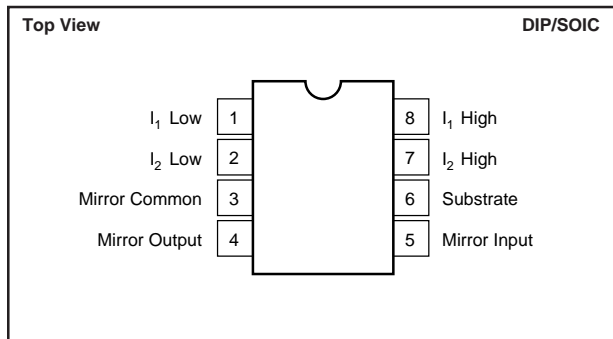 Top View DIP/SOIC
I₁ Low 1 8 I₁ High
I₂ Low 2 7 I₂ High
Mirror Common 3 6 Substrate
Mirror Output 4 5 Mirror Input